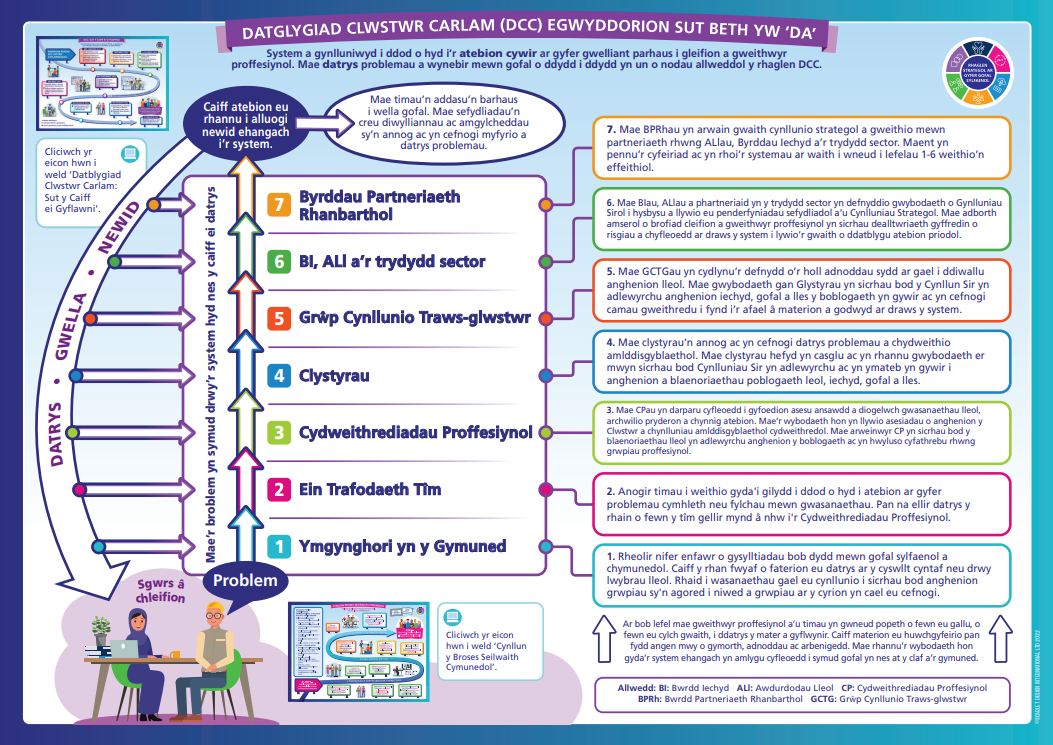 DATGLYGIAD CLWSTWR CARLAM (DCC) EGWYDDORION SUT BETH YW ‘DA’
System a gynlluniwyd i ddod o hyd i’r atebion cywir ar gyfer gwelliant parhaus i gleifion a gweithwyr
proffesiynol. Mae datrys problemau a wynebir mewn gofal o ddydd i ddydd yn un o nodau allweddol y rhaglen DCC.
RHAGLEN
STRATEGOL AR
GYFER GOFAL
SYLFAENOL
Cliciwch yr
eicon hwn i
weld ‘Datblygiad
Clwstwr Carlam:
Sut y Caiff
ei Gyflawni’.
Caiff atebion eu
rhannu i alluogi
newid ehangach
i’r system.
Mae timau’n addasu’n barhaus
i wella gofal. Mae sefydliadau’n
creu diwylliannau ac amgylcheddau
sy’n annog ac yn cefnogi myfyrio a
datrys problemau.
DATRYS • GWELLA • NEWID
Mae’r broblem yn symud drwy’r system hyd nes y caiff ei datrys
7 Byrddau Partneriaeth
Rhanbarthol
6 BI, ALl a’r trydydd sector
5 Grŵp Cynllunio Traws-glwstwr
4 Clystyrau
3 Cydweithrediadau Proffesiynol
2 Ein Trafodaeth Tîm
1 Ymgynghori yn y Gymuned
Problem
Sgwrs â
chleifion
Cliciwch yr eicon
hwn i weld ‘Cynllun
y Broses Seilwaith
Cymunedol’.
7. Mae BPRhau yn arwain gwaith cynllunio strategol a gweithio mewn
partneriaeth rhwng ALlau, Byrddau Iechyd a’r trydydd sector. Maent yn
pennu’r cyfeiriad ac yn rhoi’r systemau ar waith i wneud i lefelau 1-6 weithio’n
effeithiol.
6. Mae BIau, ALlau a phartneriaid yn y trydydd sector yn defnyddio gwybodaeth o Gynlluniau
Sirol i hysbysu a llywio eu penderfyniadau sefydliadol a’u Cynlluniau Strategol. Mae adborth
amserol o brofiad cleifion a gweithwyr proffesiynol yn sicrhau dealltwriaeth gyffredin o
risgiau a chyfleoedd ar draws y system i lywio’r gwaith o ddatblygu atebion priodol.
5. Mae GCTGau yn cydlynu’r defnydd o’r holl adnoddau sydd ar gael i ddiwallu
anghenion lleol. Mae gwybodaeth gan Glystyrau yn sicrhau bod y Cynllun Sir yn
adlewyrchu anghenion iechyd, gofal a lles y boblogaeth yn gywir ac yn cefnogi
camau gweithredu i fynd i’r afael â materion a godwyd ar draws y system.
4. Mae clystyrau’n annog ac yn cefnogi datrys problemau a chydweithio
amlddisgyblaethol. Mae clystyrau hefyd yn casglu ac yn rhannu gwybodaeth er
mwyn sicrhau bod Cynlluniau Sir yn adlewyrchu ac yn ymateb yn gywir i
anghenion a blaenoriaethau poblogaeth leol, iechyd, gofal a lles.
3. Mae CPau yn darparu cyfleoedd i gyfoedion asesu ansawdd a diogelwch gwasanaethau lleol,
archwilio pryderon a chynnig atebion. Mae’r wybodaeth hon yn llywio asesiadau o anghenion y
Clwstwr a chynlluniau amlddisgyblaethol cydweithredol. Mae arweinwyr CP yn sicrhau bod y
blaenoriaethau lleol yn adlewyrchu anghenion y boblogaeth ac yn hwyluso cyfathrebu rhwng
grwpiau proffesiynol.
2. Anogir timau i weithio gyda'i gilydd i ddod o hyd i atebion ar gyfer
problemau cymhleth neu fylchau mewn gwasanaethau. Pan na ellir datrys y
rhain o fewn y tîm gellir mynd â nhw i’r Cydweithrediadau Proffesiynol.
1. Rheolir nifer enfawr o gysylltiadau bob dydd mewn gofal sylfaenol a
chymunedol. Caiff y rhan fwyaf o faterion eu datrys ar y cyswllt cyntaf neu drwy
lwybrau lleol. Rhaid i wasanaethau gael eu cynllunio i sicrhau bod anghenion
grwpiau sy’n agored i niwed a grwpiau ar y cyrion yn cael eu cefnogi.
Ar bob lefel mae gweithwyr proffesiynol a’u timau yn gwneud popeth o fewn eu gallu, o
fewn eu cylch gwaith, i ddatrys y mater a gyflwynir. Caiff materion eu huwchgyfeirio pan
fydd angen mwy o gymorth, adnoddau ac arbenigedd. Mae rhannu’r wybodaeth hon
gyda’r system ehangach yn amlygu cyfleoedd i symud gofal yn nes at y claf a’r gymuned.
Allwedd: BI: Bwrdd Iechyd ALl: Awdurdodau Lleol CP: Cydweithrediadau Proffesiynol
BPRh: Bwrdd Partneriaeth Rhanbarthol GCTG: Grŵp Cynllunio Traws-glwstwr